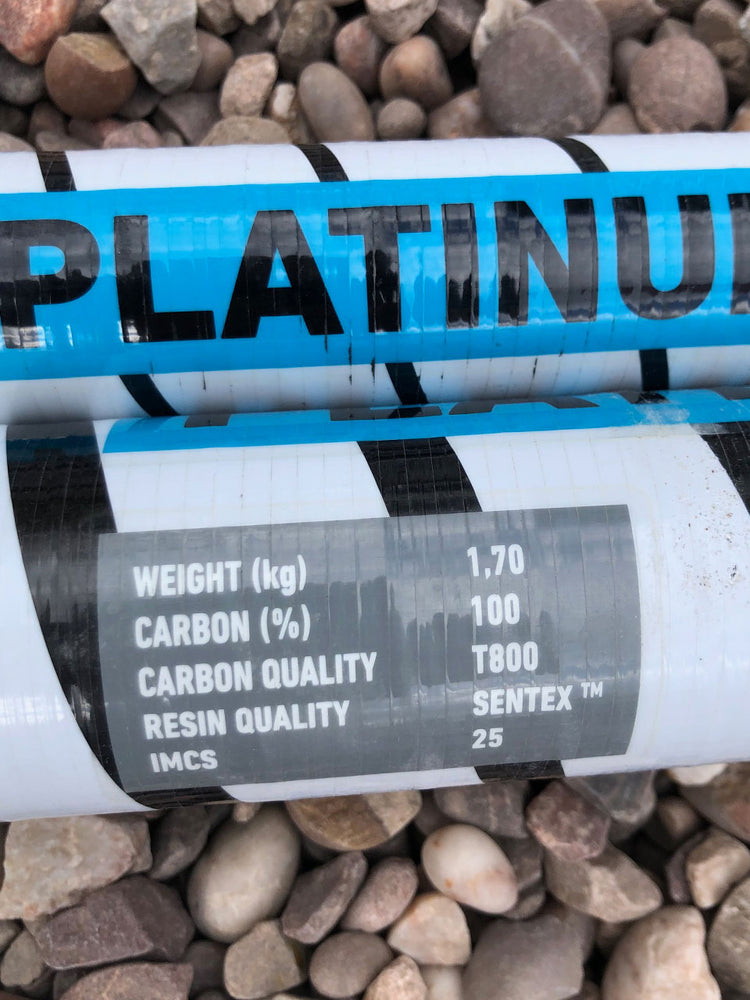 PLATINU
WEIGHT (kg) 1,70
CARBON (%) 100
CARBON QUALITY T800
RESIN QUALITY SENTEX ™
IMCS 25